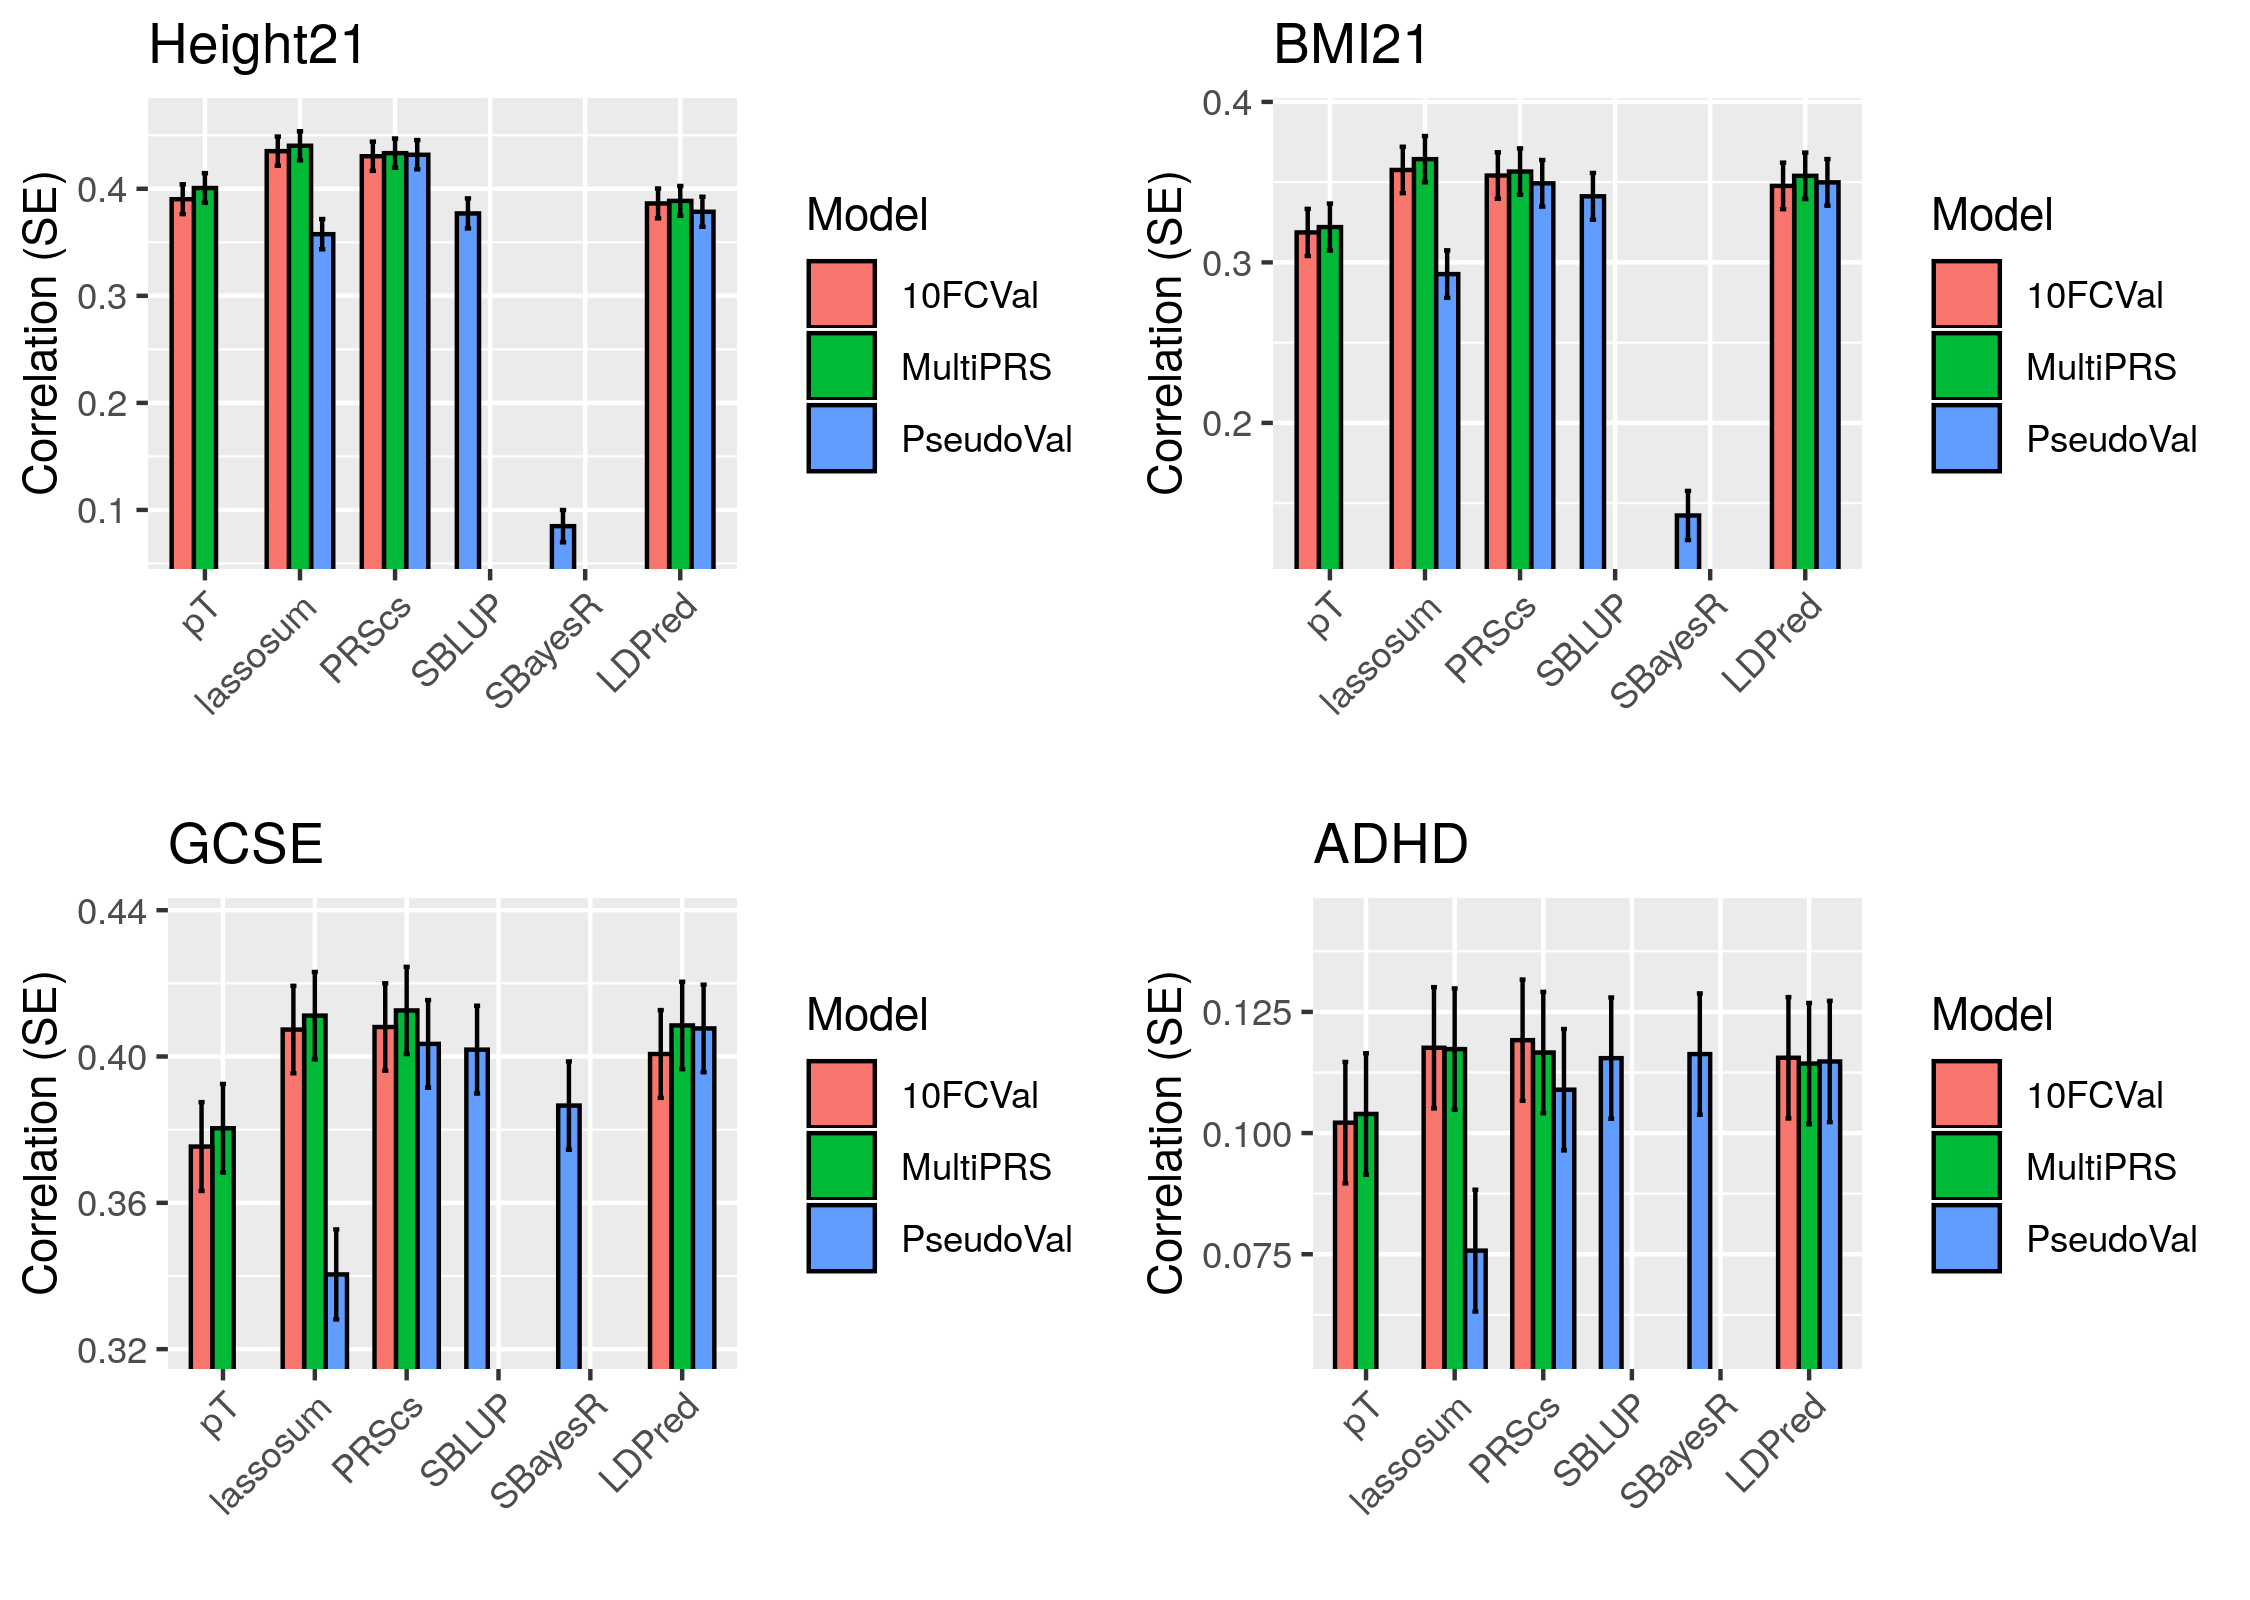 Height21
Correlation (SE)
0.4
0.3
0.2
0.1
pT
lassosum
PRScs
SBLUP
SBayesR
LDPred
Model
10FCVal
MultiPRS
PseudoVal
BMI21
Correlation (SE)
0.4
0.3
0.2
pT
lassosum
PRScs
SBLUP
SBayesR
LDPred
Model
10FCVal
MultiPRS
PseudoVal
GCSE
Correlation (SE)
0.44
0.40
0.36
0.32
pT
lassosum
PRScs
SBLUP
SBayesR
LDPred
Model
10FCVal
MultiPRS
PseudoVal
ADHD
Correlation (SE)
0.125
0.100
0.075
pT
lassosum
PRScs
SBLUP
SBayesR
LDPred
Model
10FCVal
MultiPRS
PseudoVal